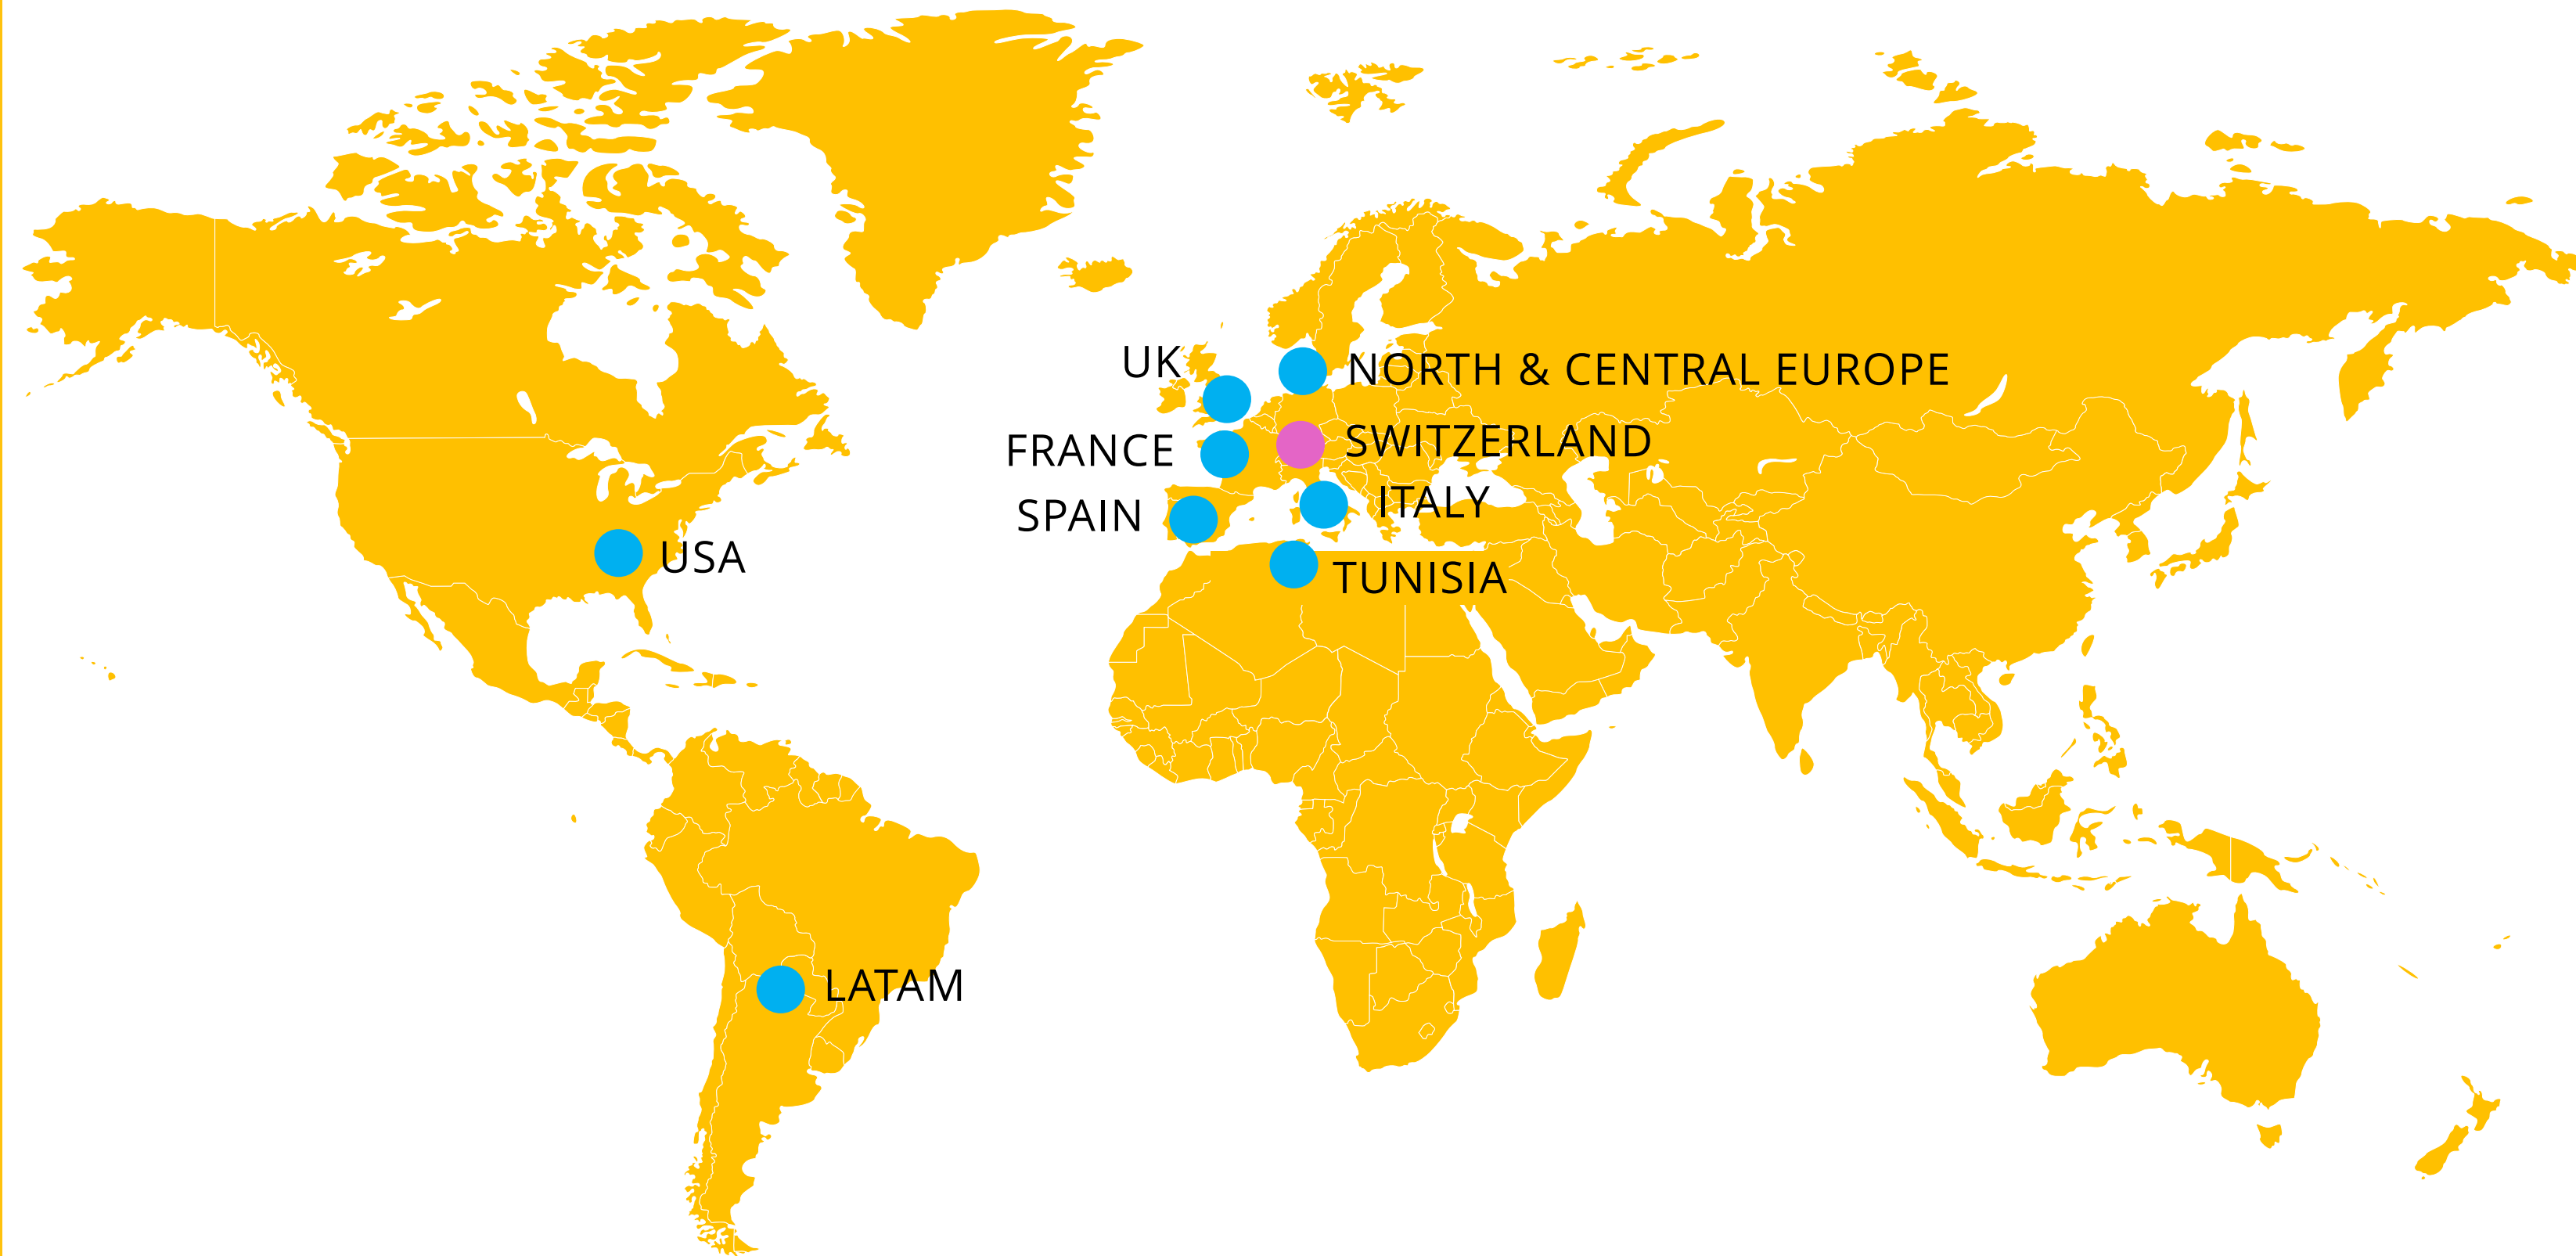 UK
NORTH & CENTRAL EUROPE
FRANCE
SWITZERLAND
SPAIN
ITALY
USA
TUNISIA
LATAM